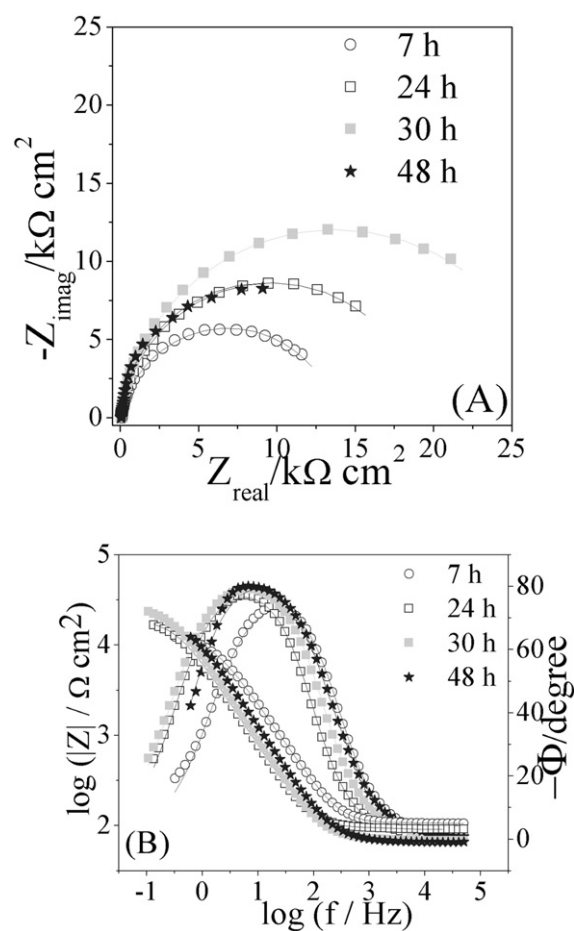 25
20
15
10
5
0
-Z_imag/kΩ cm^2
7 h
24 h
30 h
48 h
(A)
0 5 10 15 20 25
Z_real/kΩ cm^2
5
4
3
2
log (|Z| / Ω cm2)
7 h
24 h
30 h
48 h
80
60
40
20
0
–Φ/degree
(B)
-1 0 1 2 3 4 5
log (f / Hz)